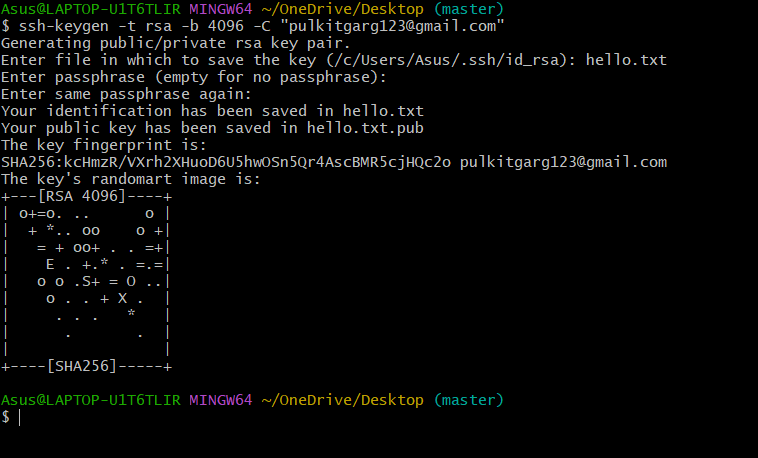 Asus@LAPTOP-U1T6TLIR MINGW64 ~/OneDrive/Desktop (master)
$ ssh-keygen -t rsa -b 4096 -C "pulkitgarg123@gmail.com"
Generating public/private rsa key pair.
Enter file in which to save the key (/c/Users/Asus/.ssh/id_rsa): hello.txt
Enter passphrase (empty for no passphrase):
Enter same passphrase again:
Your identification has been saved in hello.txt
Your public key has been saved in hello.txt.pub
The key fingerprint is:
SHA256:kcHmzR/VXrh2XHuoD6U5hwOSn5Qr4AscBMR5cjHQc2o pulkitgarg123@gmail.com
The key's randomart image is:
+---[RSA 4096]----+
| o+=o. ..      o |
|  + *.. oo    o +|
|   = + oo+ . . =+|
|    E . +.* . =.=|
|   o o .S+ = O ..|
|    o . . + X .  |
|     . . .   *   |
|      .       .  |
|                 |
+----[SHA256]-----+

Asus@LAPTOP-U1T6TLIR MINGW64 ~/OneDrive/Desktop (master)
$